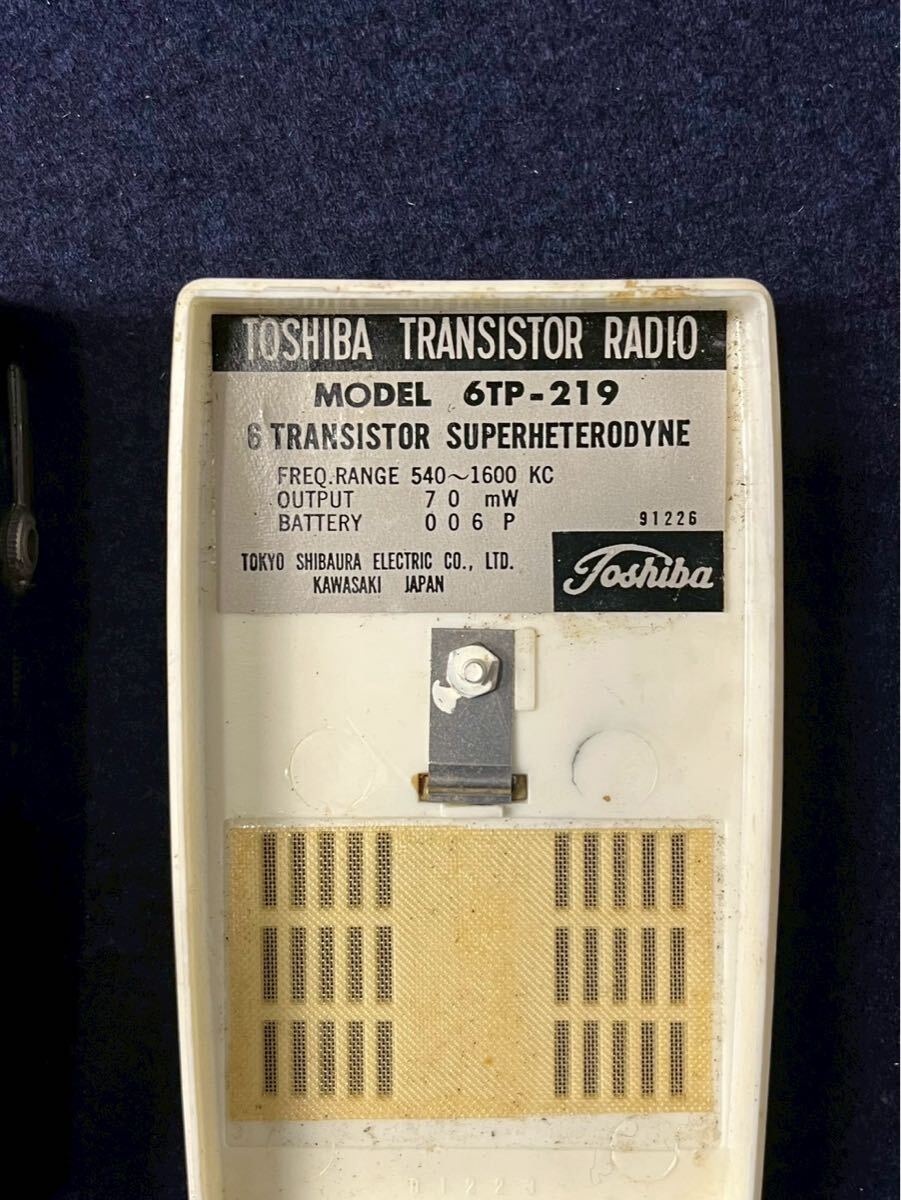 TOSHIBA TRANSISTOR RADIO
MODEL 6TP-219
6 TRANSISTOR SUPERHETERODYNE
FREQ.RANGE 540~1600 KC
OUTPUT 70 mW
BATTERY 006P
91226
TOKYO SHIBAURA ELECTRIC CO., LTD.
KAWASAKI JAPAN
Toshiba